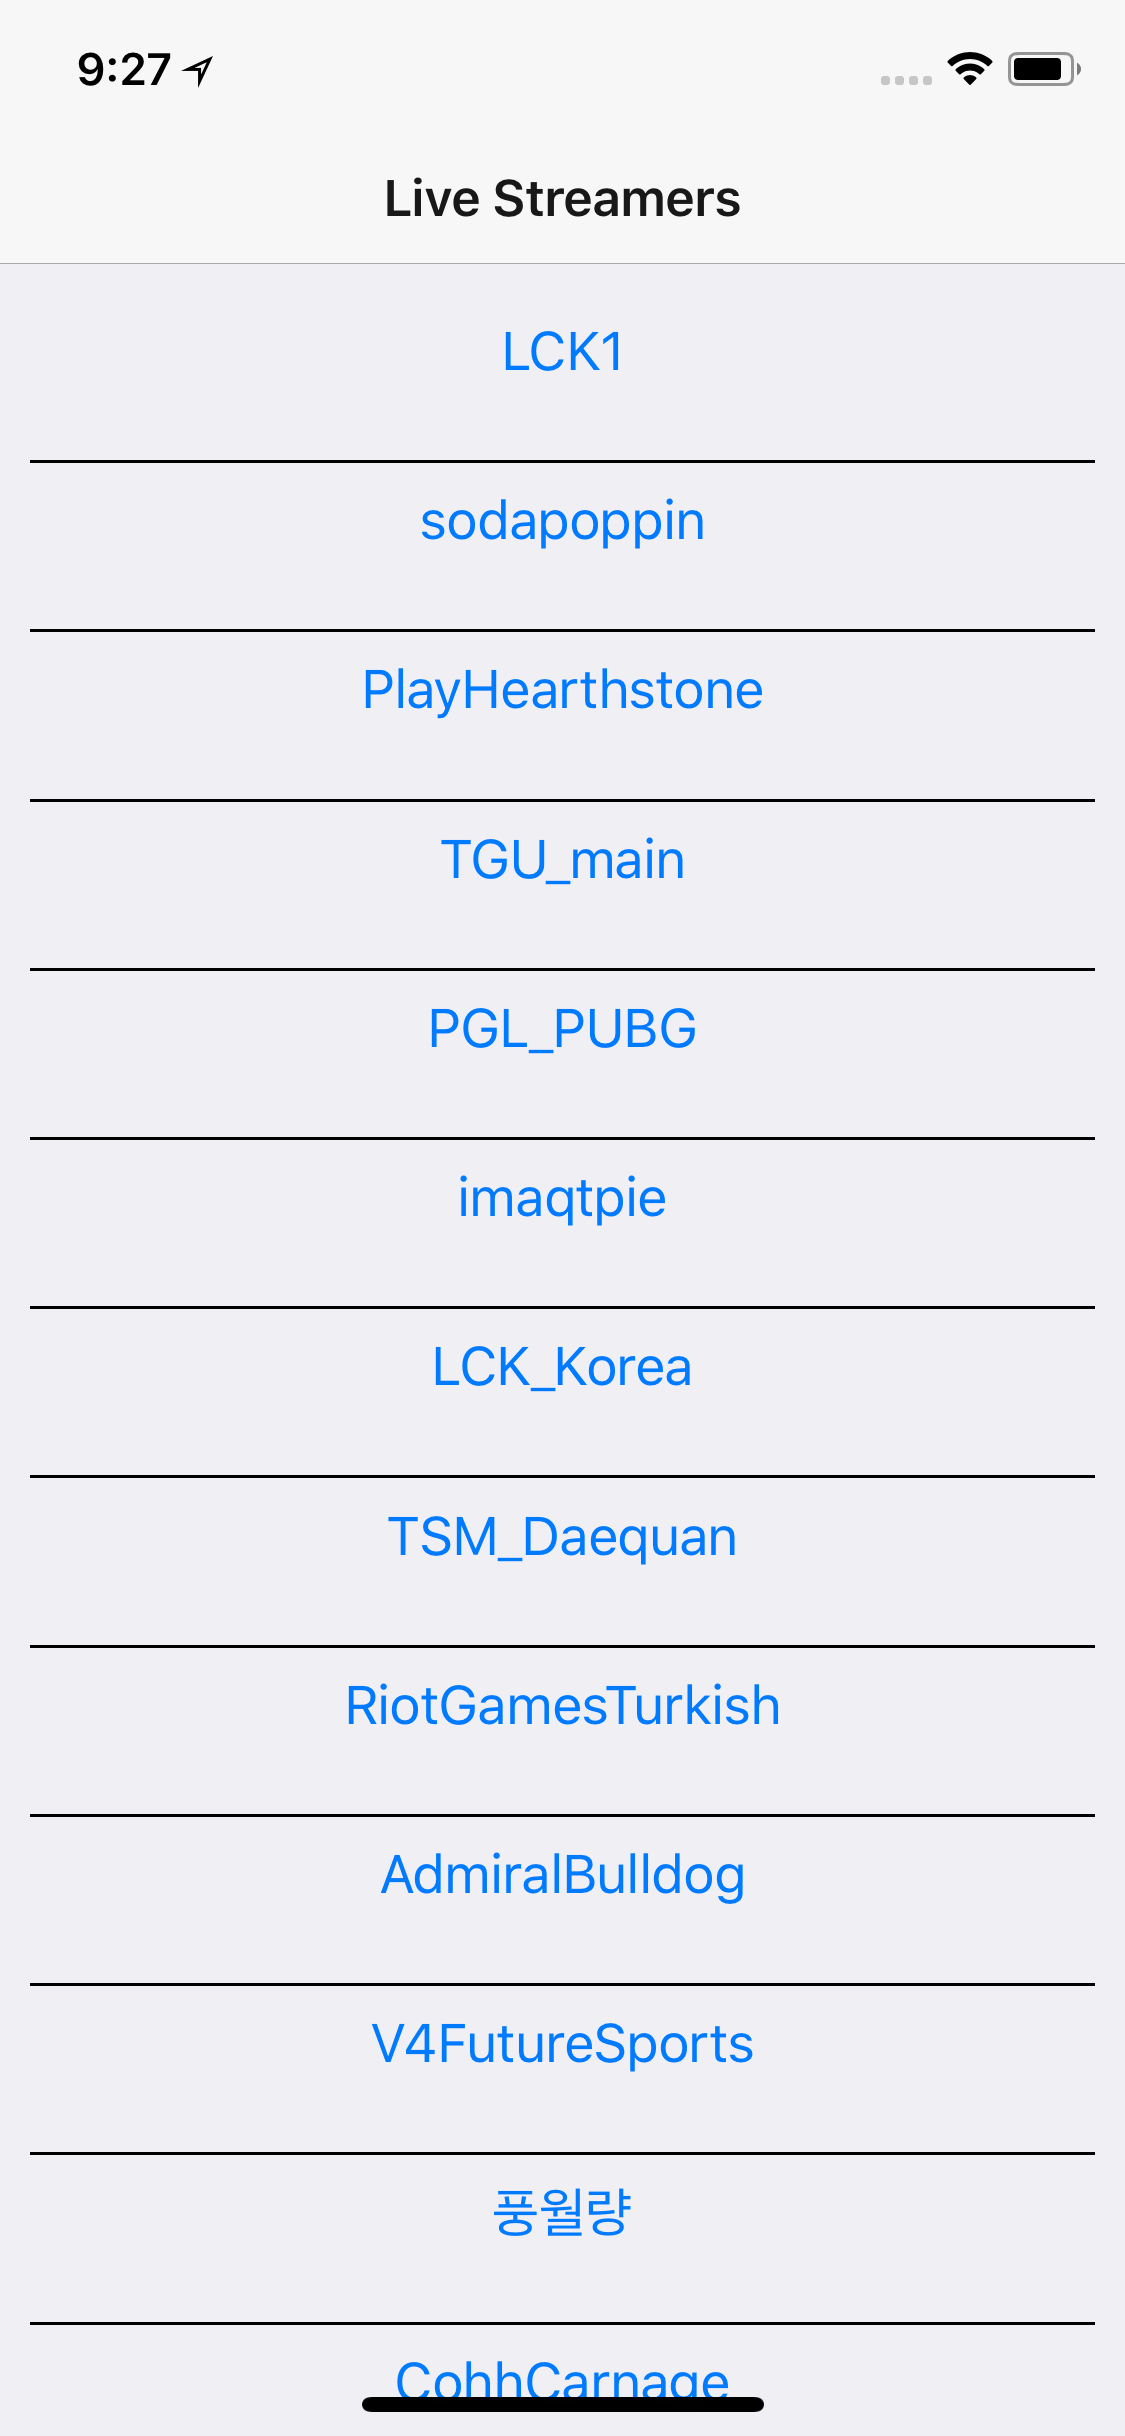 9:27
Live Streamers
LCK1
sodapoppin
PlayHearthstone
TGU_main
PGL_PUBG
imaqtpie
LCK_Korea
TSM_Daequan
RiotGamesTurkish
AdmiralBulldog
V4FutureSports
풍월량
CohhCarnage